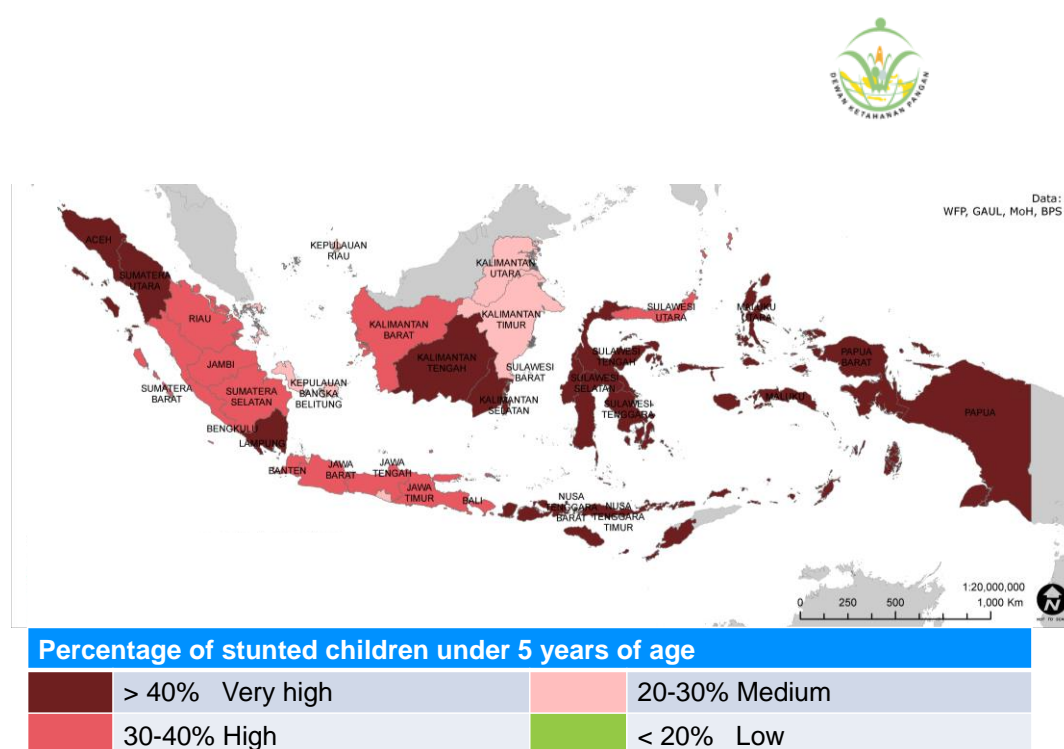 DEWAN KETAHANAN PANGAN
Data:
WFP, GAUL, MoH, BPS
ACEH
SUMATERA
UTARA
RIAU
KEPULAUAN
RIAU
JAMBI
SUMATERA
BARAT
SUMATERA
SELATAN
KEPULAUAN
BANGKA
BELITUNG
BENGKULU
LAMPUNG
BANTEN
JAWA
BARAT
JAWA
TENGAH
JAWA
TIMUR
BALI
NUSA
TENGGARA
BARAT
NUSA
TENGGARA
TIMUR
KALIMANTAN
BARAT
KALIMANTAN
TENGAH
KALIMANTAN
SELATAN
KALIMANTAN
TIMUR
KALIMANTAN
UTARA
SULAWESI
BARAT
SULAWESI
UTARA
SULAWESI
TENGAH
SULAWESI
SELATAN
SULAWESI
TENGGARA
MALUKU
UTARA
MALUKU
PAPUA
BARAT
PAPUA
1:20,000,000
0 250 500 1,000 Km
N
Percentage of stunted children under 5 years of age
> 40% Very high
20-30% Medium
30-40% High
< 20% Low